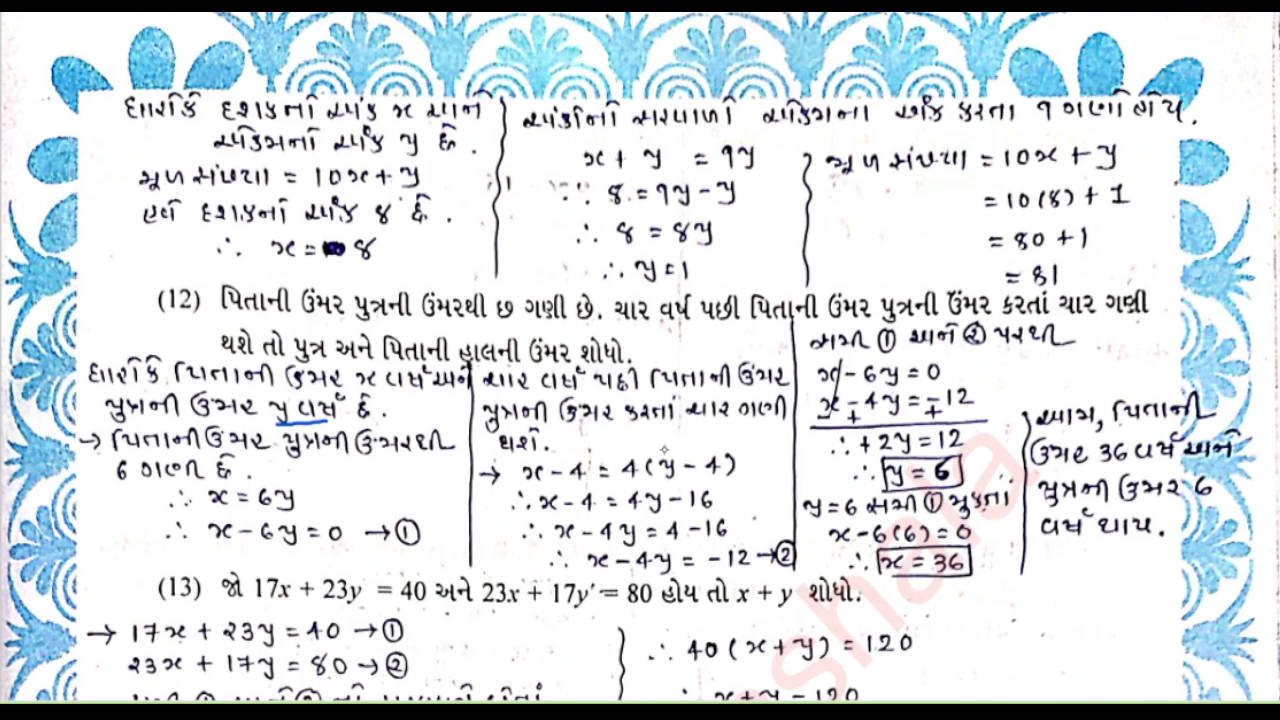 ધારોકે દશકનો અંક x અને
એકમનો અંક y છે.
મૂળ સંખ્યા = 10x + y
હવે દશકનો અંક 8 છે.
∴ x = 8
અંકોનો સરવાળો એકમના અંક કરતા ૧ ગણો હોય.
x + y = 9y
∴ 8 = 9y - y
∴ 8 = 8y
∴ y = 1
મૂળ સંખ્યા = 10x + y
= 10(8) + 1
= 80 + 1
= 81
(12) પિતાની ઉંમર પુત્રની ઉંમરથી છ ગણી છે. ચાર વર્ષ પછી પિતાની ઉંમર પુત્રની ઉંમર કરતાં ચાર ગણી
થશે તો પુત્ર અને પિતાની હાલની ઉંમર શોધો.
ધારોકે પિતાની ઉંમર x વર્ષ અને
પુત્રની ઉંમર y વર્ષ છે.
→ પિતાની ઉંમર પુત્રની ઉંમરથી
6 ગણી છે.
∴ x = 6y
∴ x - 6y = 0 → ①
ચાર વર્ષ પછી પિતાની ઉંમર
પુત્રની ઉંમર કરતાં ચાર ગણી
થશે.
→ x - 4 = 4(y - 4)
∴ x - 4 = 4y - 16
∴ x - 4y = 4 - 16
∴ x - 4y = -12 → ②
સમી ① અને ② પરથી
x - 6y = 0
x - 4y = -12
+ +
∴ +2y = 12
∴ y = 6
y = 6 સમી ① મુકતાં
x - 6(6) = 0
∴ x = 36
આમ, પિતાની
ઉંમર 36 વર્ષ અને
પુત્રની ઉંમર 6
વર્ષ થાય.
(13) જો 17x + 23y = 40 અને 23x + 17y = 80 હોય તો x + y શોધો.
→ 17x + 23y = 40 → ①
23x + 17y = 80 → ②
∴ 40(x + y) = 120
∴ x + y = 120
shala